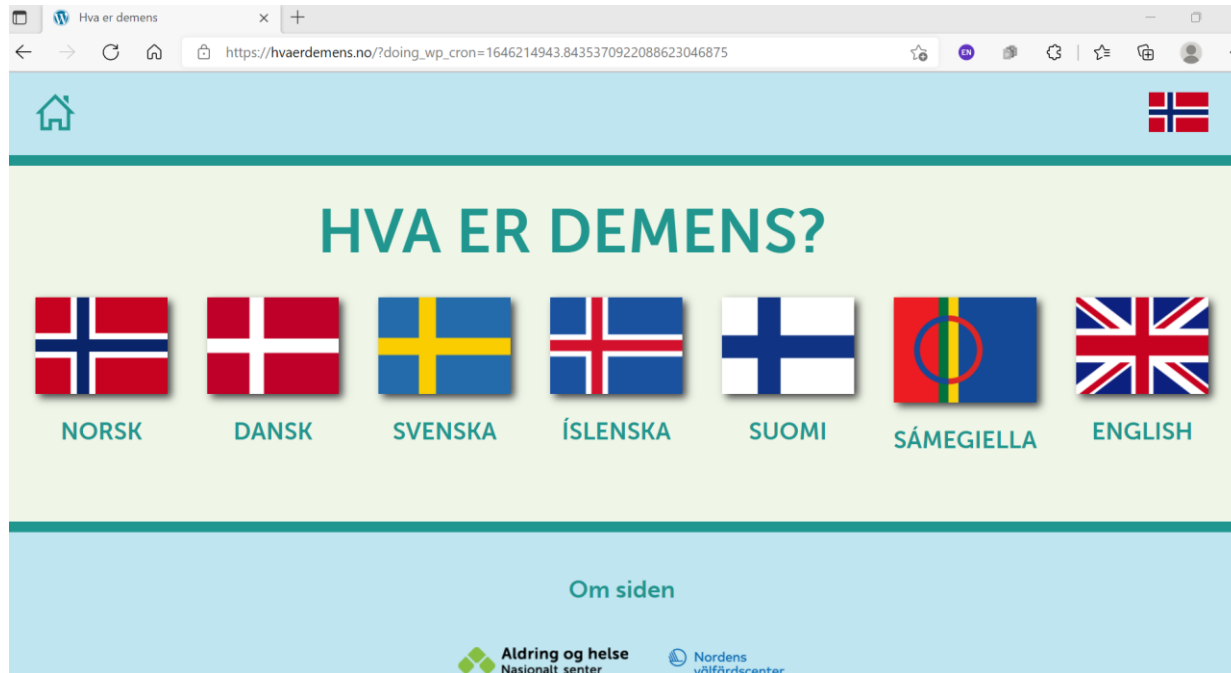 Hva er demens
https://hvaerdemens.no/?doing_wp_cron=1646214943.8435370922088623046875
EN
HVA ER DEMENS?
NORSK DANSK SVENSKA ÍSLENSKA SUOMI SÁMEGIELLA ENGLISH
Om siden
Aldring og helse Nordens
Nasjonalt senter välfärdscenter